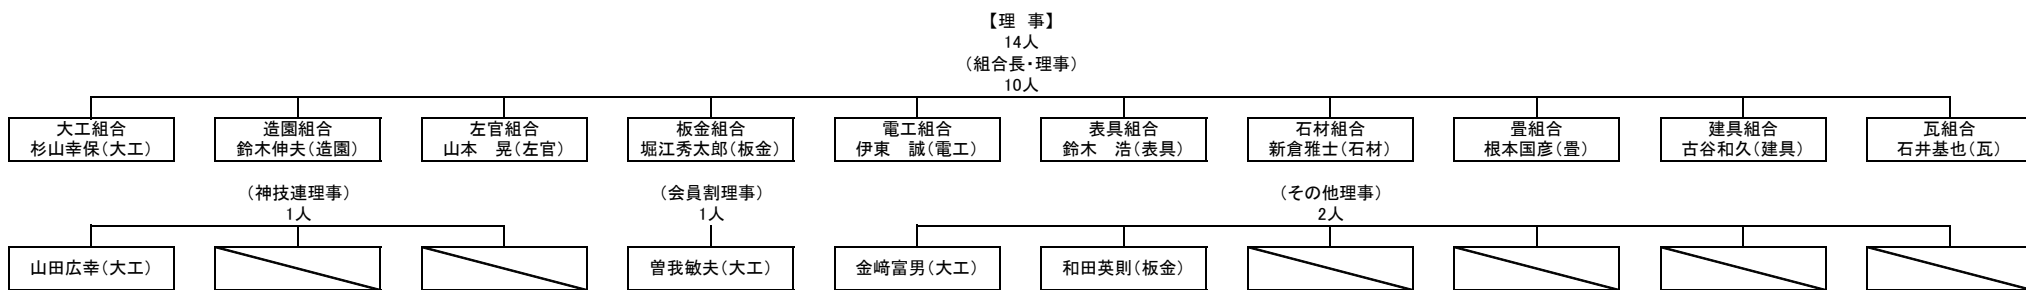 【理　事】
14人
（組合長・理事）
10人
大工組合
杉山幸保（大工）
造園組合
鈴木伸夫（造園）
左官組合
山本　晃（左官）
板金組合
堀江秀太郎（板金）
電工組合
伊東　誠（電工）
表具組合
鈴木　浩（表具）
石材組合
新倉雅士（石材）
畳組合
根本国彦（畳）
建具組合
古谷和久（建具）
瓦組合
石井基也（瓦）
（神技連理事）
1人
（会員割理事）
1人
（その他理事）
2人
山田広幸（大工）
曽我敏夫（大工）
金﨑富男（大工）
和田英則（板金）